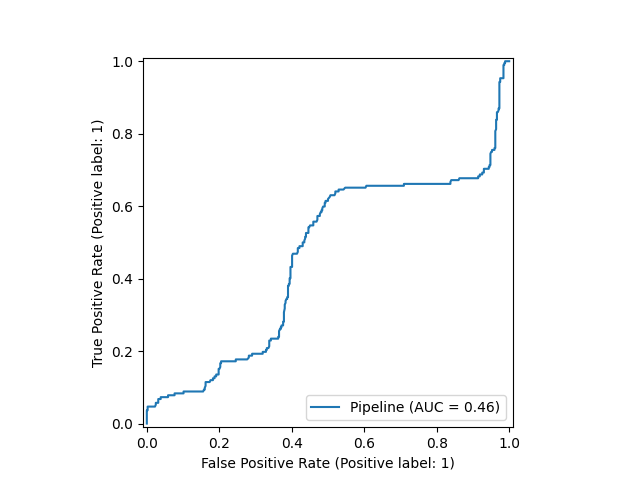 1.0
0.8
0.6
0.4
0.2
0.0
True Positive Rate (Positive label: 1)
Pipeline (AUC = 0.46)
0.0 0.2 0.4 0.6 0.8 1.0
False Positive Rate (Positive label: 1)